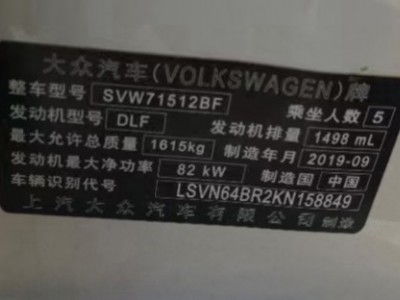 大众汽车(VOLKSWAGEN)牌
整车型号 SVW71512BF 乘坐人数 5
发动机型号 DLF 发动机排量 1498 mL
最大允许总质量 1615kg 制造年月 2019-09
发动机最大净功率 82 kW 制造国 中国
车辆识别代号 LSVN64BR2KN158849
上汽大众汽车有限公司制造